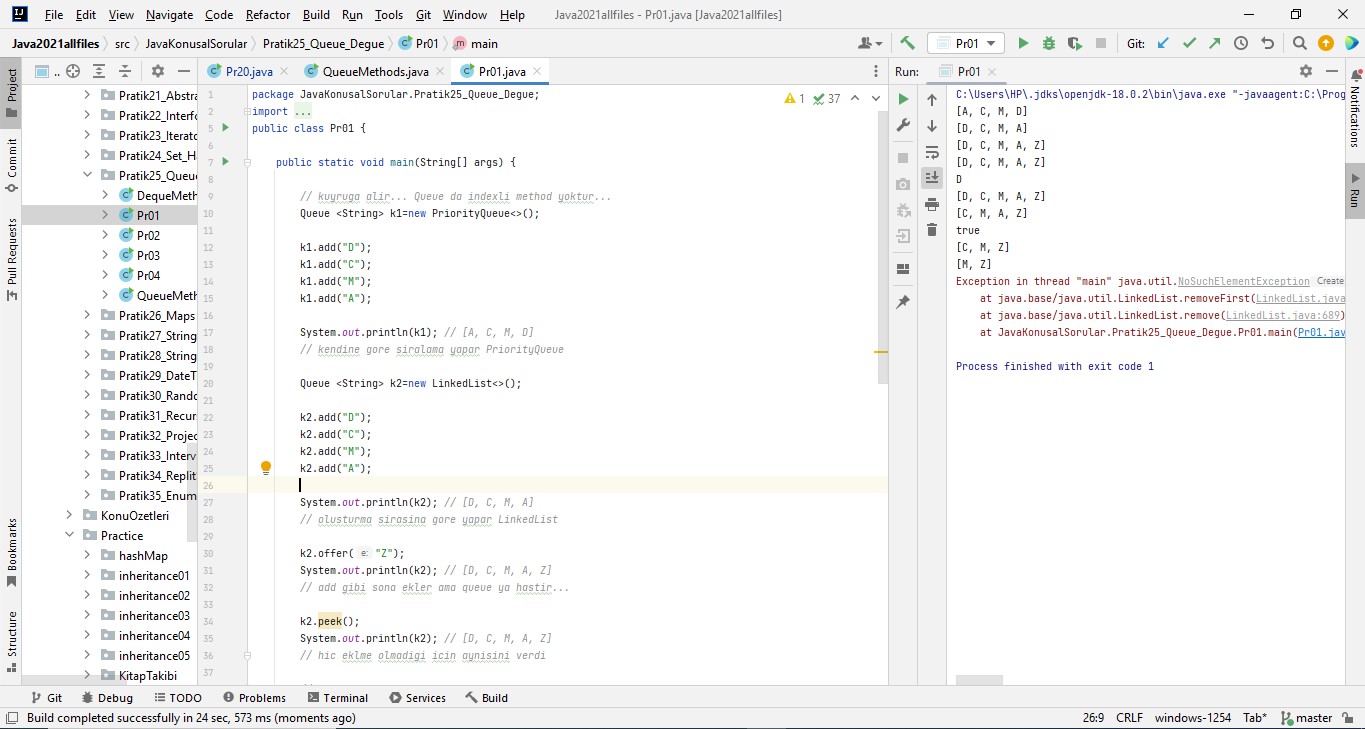 File Edit View Navigate Code Refactor Build Run Tools Git Window Help Java2021allfiles - Pr01.java [Java2021allfiles]
Java2021allfiles src JavaKonusalSorular Pratik25_Queue_Degue Pr01 main Pr01 Git:
Project
Commit
Pull Requests
Bookmarks
Structure
..
Pratik21_Abstra
Pratik22_Interf
Pratik23_Iterato
Pratik24_Set_H
Pratik25_Queu
DequeMeth
Pr01
Pr02
Pr03
Pr04
QueueMeth
Pratik26_Maps
Pratik27_String
Pratik28_String
Pratik29_DateT
Pratik30_Rando
Pratik31_Recur
Pratik32_Projec
Pratik33_Interv
Pratik34_Replit
Pratik35_Enum
KonuOzetleri
Practice
hashMap
inheritance01
inheritance02
inheritance03
inheritance04
inheritance05
KitapTakibi
Pr20.java QueueMethods.java Pr01.java
1 37
1 package JavaKonusalSorular.Pratik25_Queue_Degue;
2 import ...
5 public class Pr01 {
6
7 public static void main(String[] args) {
8
9 // kuyruga alir... Queue da indexli method yoktur...
10 Queue <String> k1=new PriorityQueue<>();
11
12 k1.add("D");
13 k1.add("C");
14 k1.add("M");
15 k1.add("A");
16
17 System.out.println(k1); // [A, C, M, D]
18 // kendine gore siralama yapar PriorityQueue
19
20 Queue <String> k2=new LinkedList<>();
21
22 k2.add("D");
23 k2.add("C");
24 k2.add("M");
25 k2.add("A");
26
27 System.out.println(k2); // [D, C, M, A]
28 // olusturma sirasina gore yapar LinkedList
29
30 k2.offer( e: "Z");
31 System.out.println(k2); // [D, C, M, A, Z]
32 // add gibi sona ekler ama queue ya hastir...
33
34 k2.peek();
35 System.out.println(k2); // [D, C, M, A, Z]
36 // hic eklme olmadigi icin aynisini verdi
37
Run: Pr01
C:\Users\HP\.jdks\openjdk-18.0.2\bin\java.exe "-javaagent:C:\Prog
[A, C, M, D]
[D, C, M, A]
[D, C, M, A, Z]
[D, C, M, A, Z]
D
[D, C, M, A, Z]
[C, M, A, Z]
true
[C, M, Z]
[M, Z]
Exception in thread "main" java.util.NoSuchElementException Create
at java.base/java.util.LinkedList.removeFirst(LinkedList.java
at java.base/java.util.LinkedList.remove(LinkedList.java:689)
at JavaKonusalSorular.Pratik25_Queue_Degue.Pr01.main(Pr01.jav
Process finished with exit code 1
Notifications
Run
Git Debug TODO Problems Terminal Services Build
Build completed successfully in 24 sec, 573 ms (moments ago) 26:9 CRLF windows-1254 Tab* master